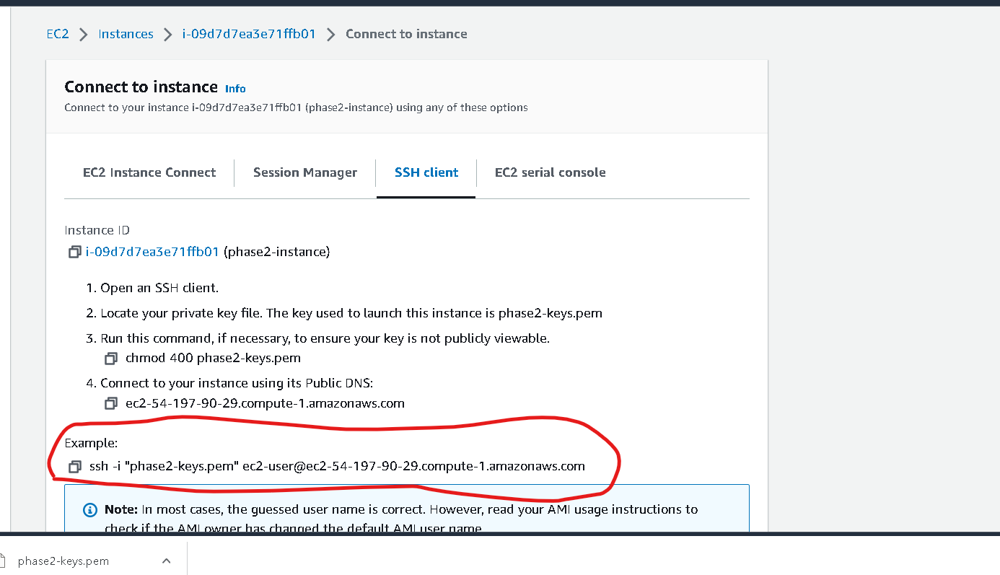 EC2 > Instances > i-09d7d7ea3e71ffb01 > Connect to instance
Connect to instance Info
Connect to your instance i-09d7d7ea3e71ffb01 (phase2-instance) using any of these options
EC2 Instance Connect Session Manager SSH client EC2 serial console
Instance ID
i-09d7d7ea3e71ffb01 (phase2-instance)
1. Open an SSH client.
2. Locate your private key file. The key used to launch this instance is phase2-keys.pem
3. Run this command, if necessary, to ensure your key is not publicly viewable.
chmod 400 phase2-keys.pem
4. Connect to your instance using its Public DNS:
ec2-54-197-90-29.compute-1.amazonaws.com
Example:
ssh -i "phase2-keys.pem" ec2-user@ec2-54-197-90-29.compute-1.amazonaws.com
Note: In most cases, the guessed user name is correct. However, read your AMI usage instructions to
check if the AMI owner has changed the default AMI user name
phase2-keys.pem